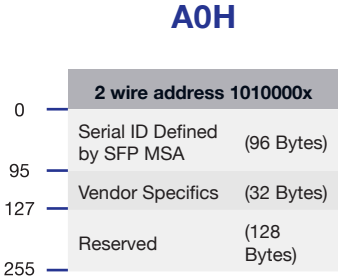 A0H
2 wire address 1010000x
0
Serial ID Defined
by SFP MSA
(96 Bytes)
95
Vendor Specifics (32 Bytes)
127
Reserved
(128
Bytes)
255